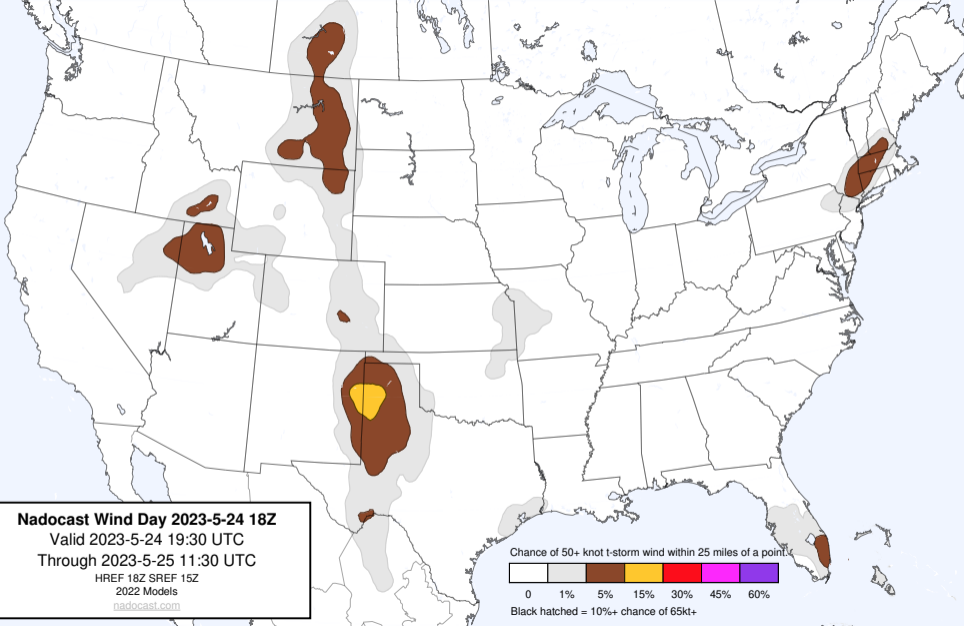 Nadocast Wind Day 2023-5-24 18Z
Valid 2023-5-24 19:30 UTC
Through 2023-5-25 11:30 UTC
HREF 18Z SREF 15Z
2022 Models
nadocast.com
Chance of 50+ knot t-storm wind within 25 miles of a point.
0 1% 5% 15% 30% 45% 60%
Black hatched = 10%+ chance of 65kt+